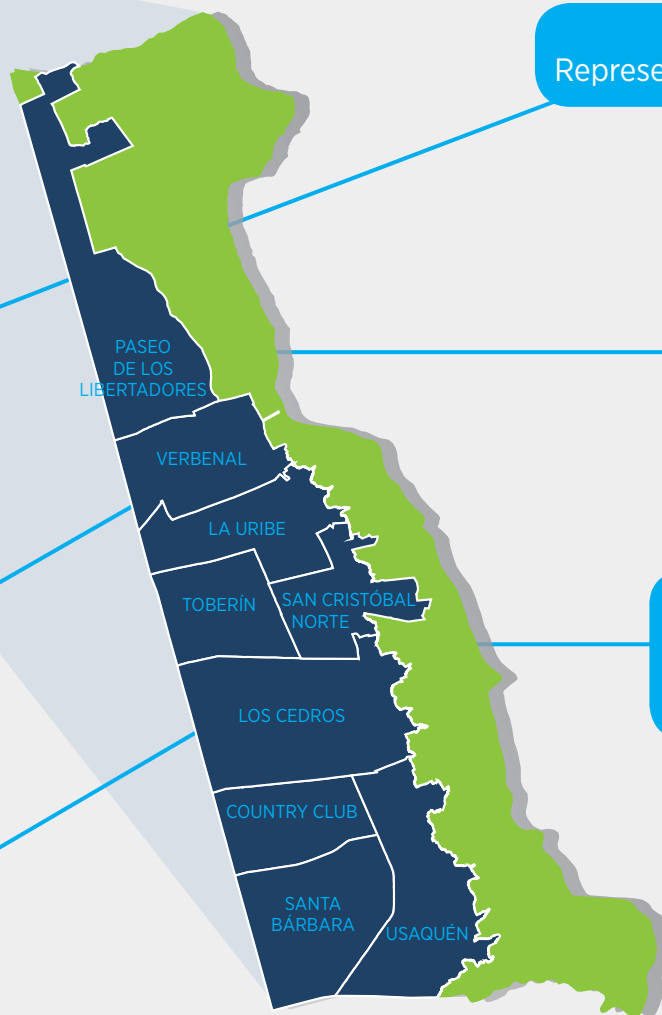 Represe
PASEO
DE LOS
LIBERTADORES
VERBENAL
LA URIBE
TOBERÍN
SAN CRISTÓBAL
NORTE
LOS CEDROS
COUNTRY CLUB
SANTA
BÁRBARA
USAQUÉN